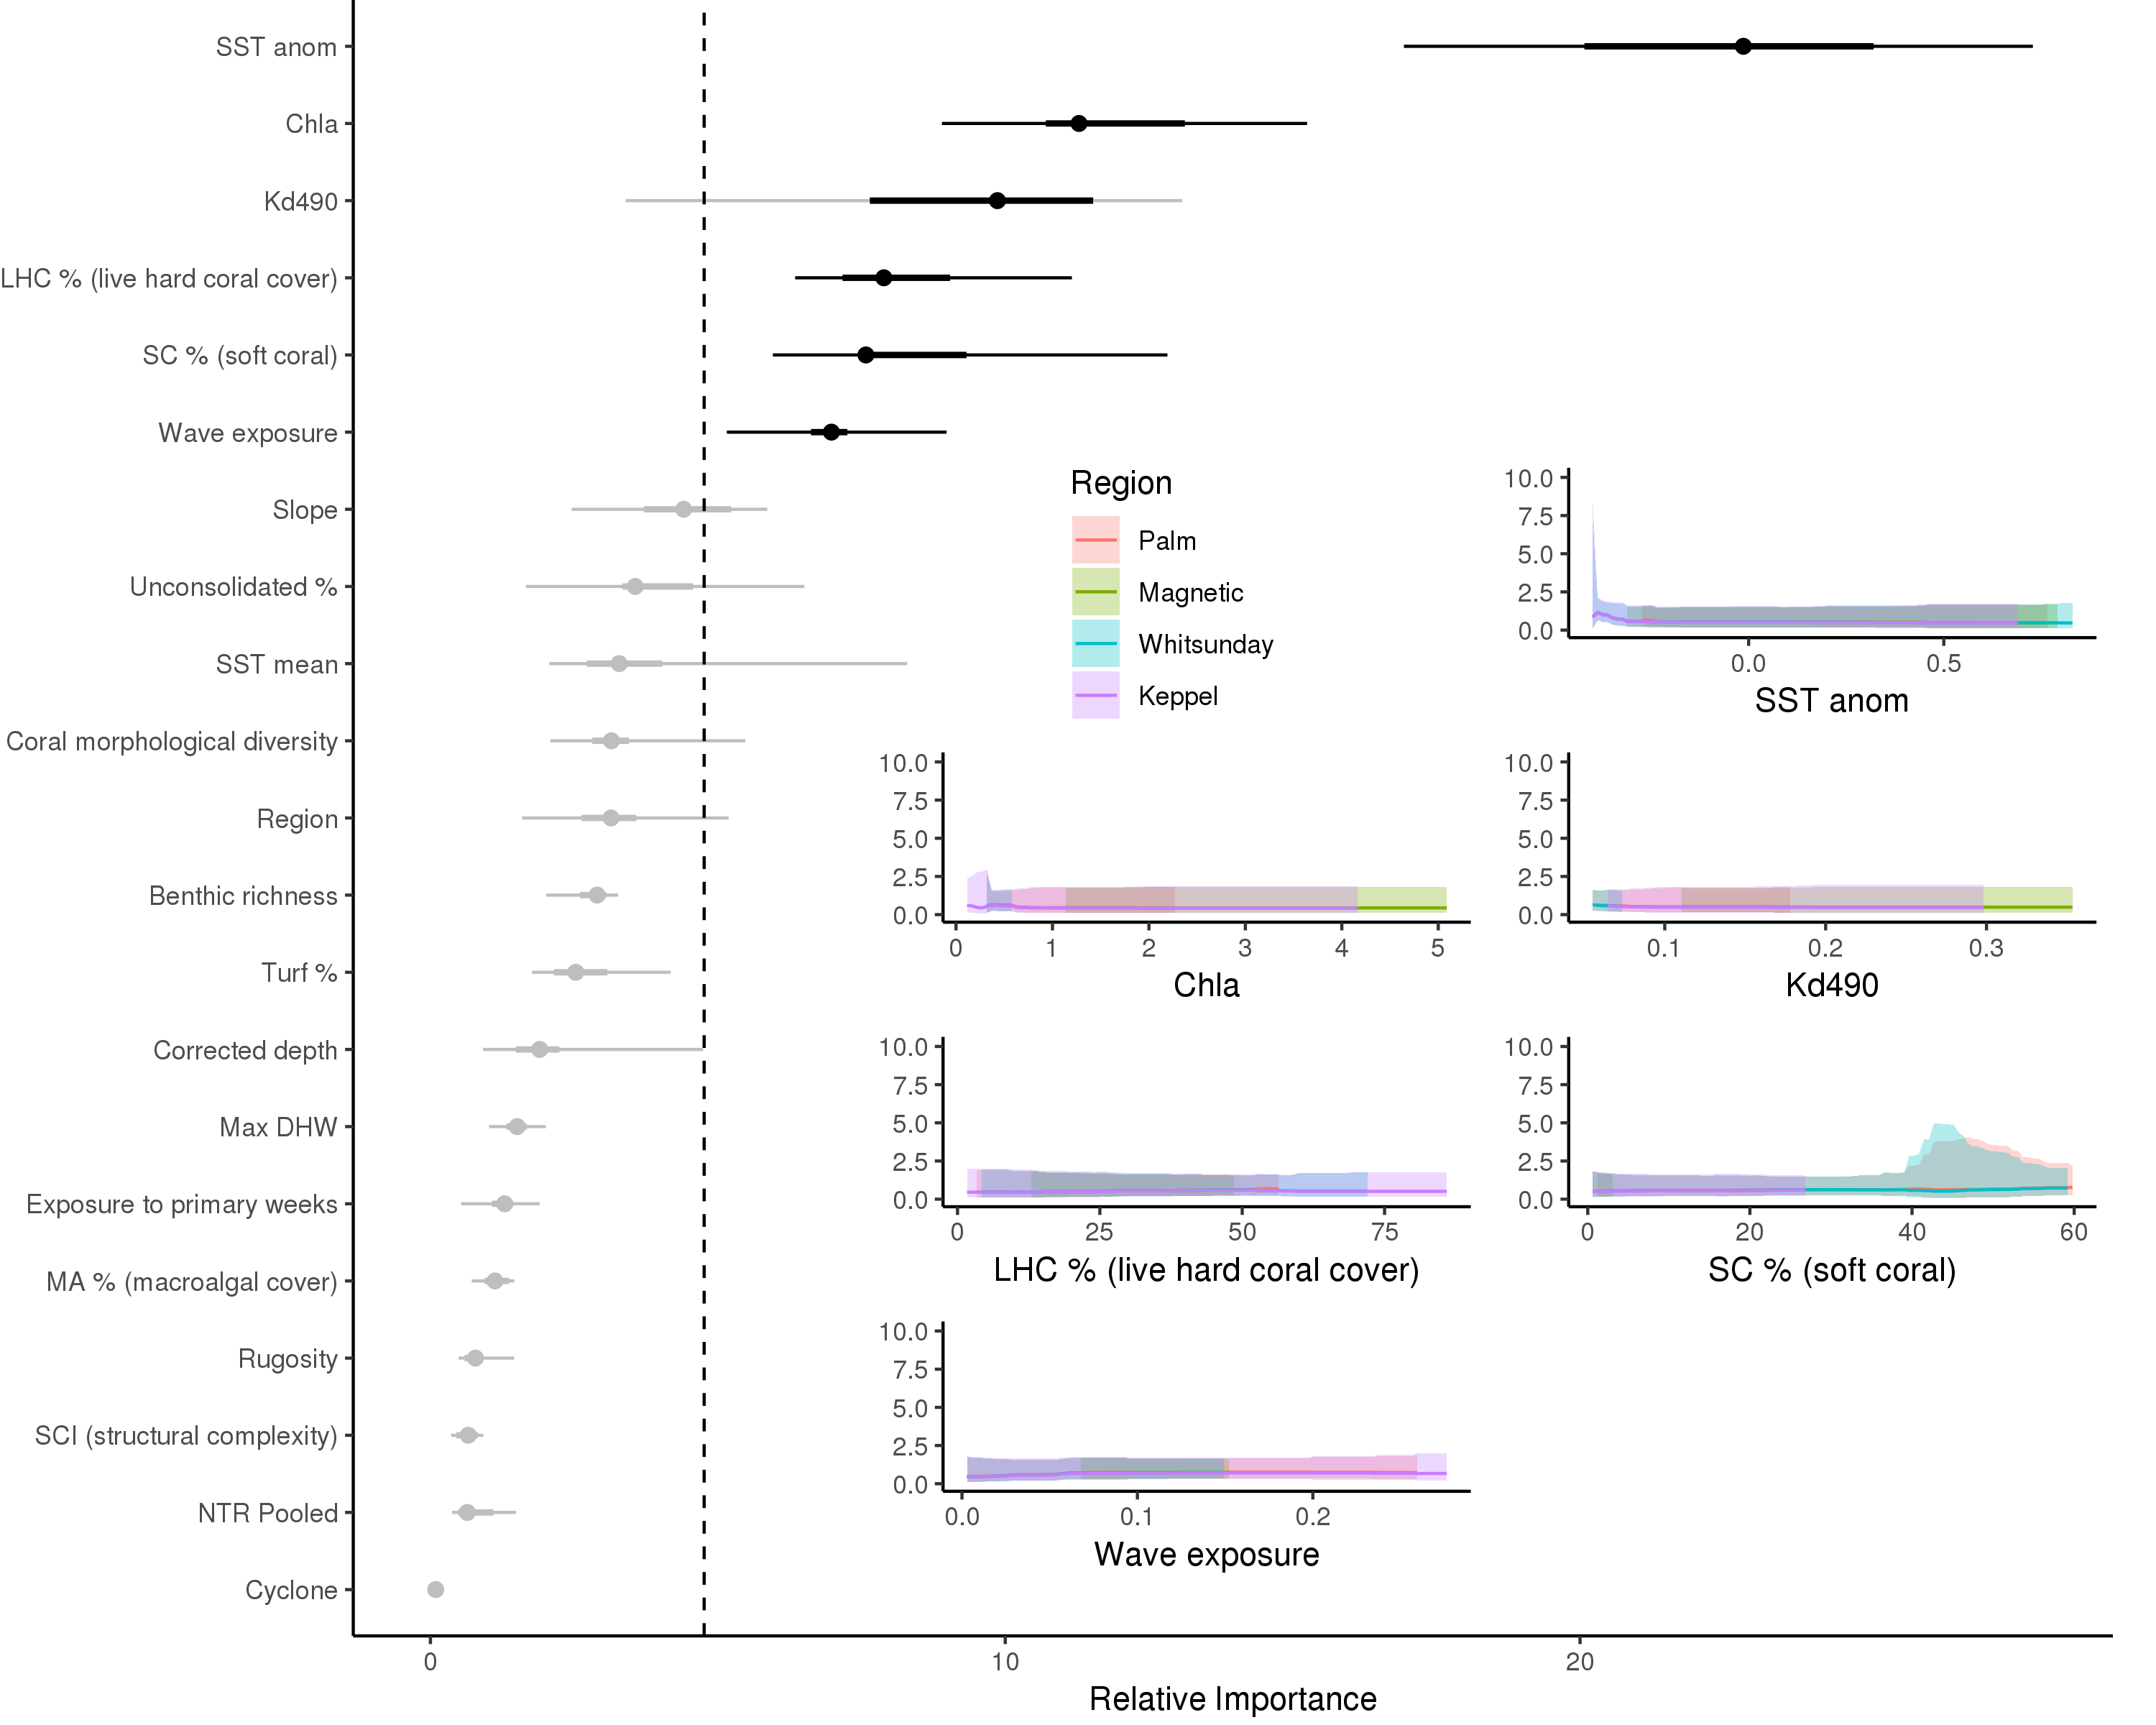 SST anom
Chla
Kd490
LHC % (live hard coral cover)
SC % (soft coral)
Wave exposure
Slope
Unconsolidated %
SST mean
Coral morphological diversity
Region
Benthic richness
Turf %
Corrected depth
Max DHW
Exposure to primary weeks
MA % (macroalgal cover)
Rugosity
SCI (structural complexity)
NTR Pooled
Cyclone
0 10 20
Relative Importance
Region
Palm
Magnetic
Whitsunday
Keppel
10.0
7.5
5.0
2.5
0.0
0.0 0.5
SST anom
10.0
7.5
5.0
2.5
0.0
0 1 2 3 4 5
Chla
10.0
7.5
5.0
2.5
0.0
0.1 0.2 0.3
Kd490
10.0
7.5
5.0
2.5
0.0
0 25 50 75
LHC % (live hard coral cover)
10.0
7.5
5.0
2.5
0.0
0 20 40 60
SC % (soft coral)
10.0
7.5
5.0
2.5
0.0
0.0 0.1 0.2
Wave exposure